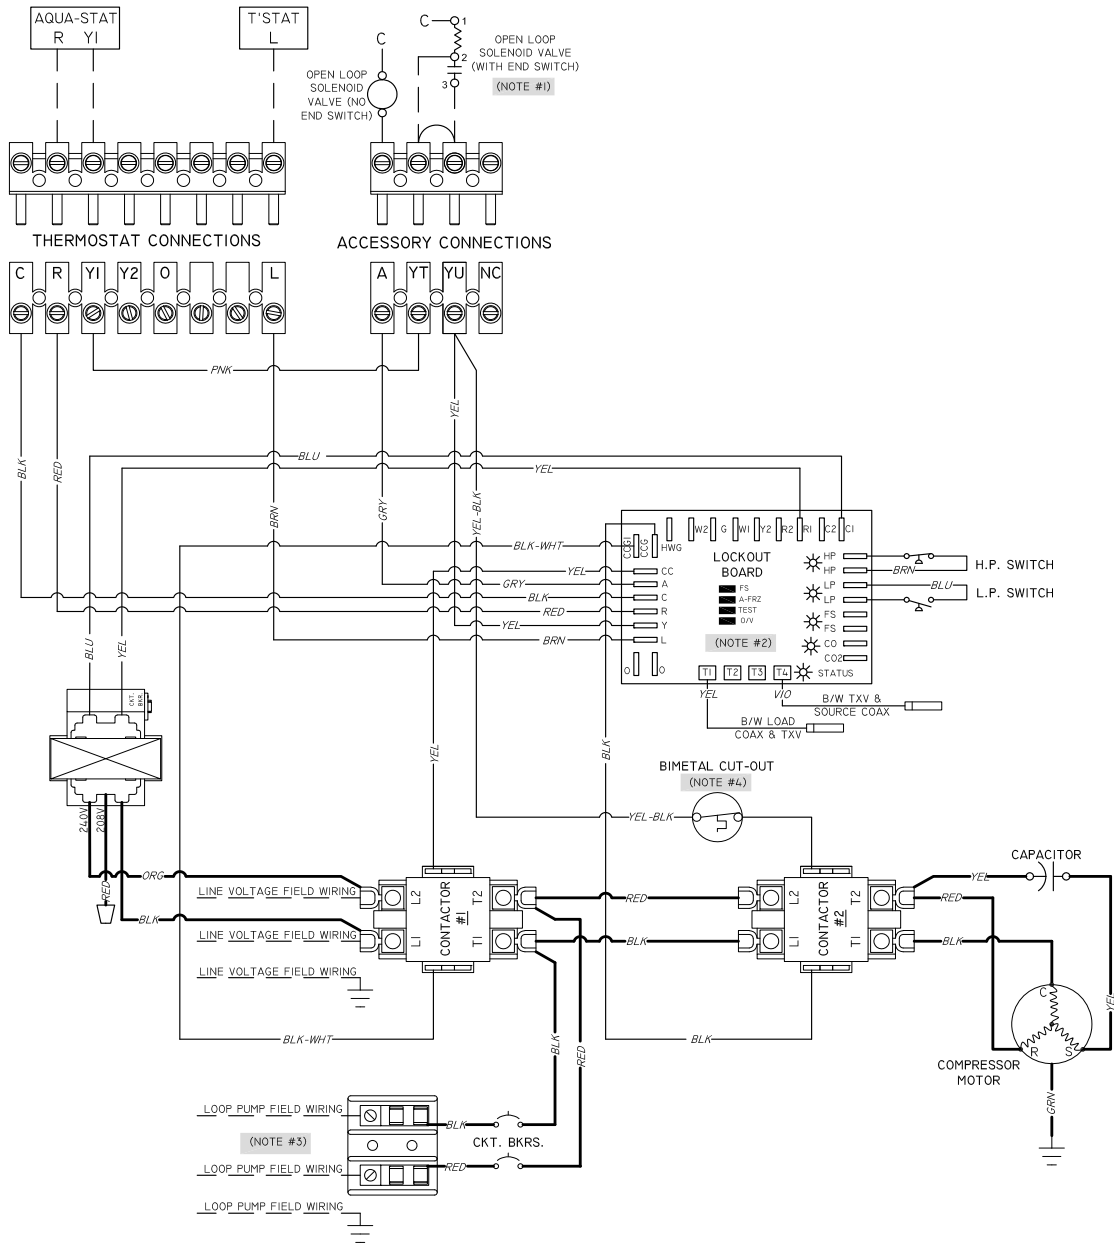 AQUA-STAT
R Y1
T'STAT
L
C
1
2
3
OPEN LOOP
SOLENOID VALVE
(WITH END SWITCH)
(NOTE #1)
C
OPEN LOOP
SOLENOID
VALVE (NO
END SWITCH)
THERMOSTAT CONNECTIONS
ACCESSORY CONNECTIONS
C R Y1 Y2 O L
A YT YU NC
PNK
YEL
BLK
RED
BRN
GRY
YEL-BLK
BLU
YEL
W2 G W1 Y2 R2 R1 C2 C1
CCG1
CCG
HWG
LOCKOUT
BOARD
FS
A-FRZ
TEST
O/V
(NOTE #2)
HP
HP
LP
LP
FS
FS
CO
CO2
STATUS
BRN
BLU
H.P. SWITCH
L.P. SWITCH
BLK-WHT
YEL
GRY
BLK
RED
YEL
BRN
CC
A
C
R
Y
L
O O
T1 T2 T3 T4
YEL
VIO
B/W TXV &
SOURCE COAX
B/W LOAD
COAX & TXV
BLU
YEL
CKT.
BKR.
240V
208V
YEL
BLK
BIMETAL CUT-OUT
(NOTE #4)
YEL-BLK
ORG
RED
BLK
LINE VOLTAGE FIELD WIRING
LINE VOLTAGE FIELD WIRING
LINE VOLTAGE FIELD WIRING
L2 T2
CONTACTOR
#1
L1 T1
RED
BLK
L2 T2
CONTACTOR
#2
L1 T1
CAPACITOR
YEL
RED
BLK
YEL
C
R S
COMPRESSOR
MOTOR
GRN
BLK-WHT
BLK
BLK
RED
LOOP PUMP FIELD WIRING
(NOTE #3)
LOOP PUMP FIELD WIRING
LOOP PUMP FIELD WIRING
BLK
CKT. BKRS.
RED